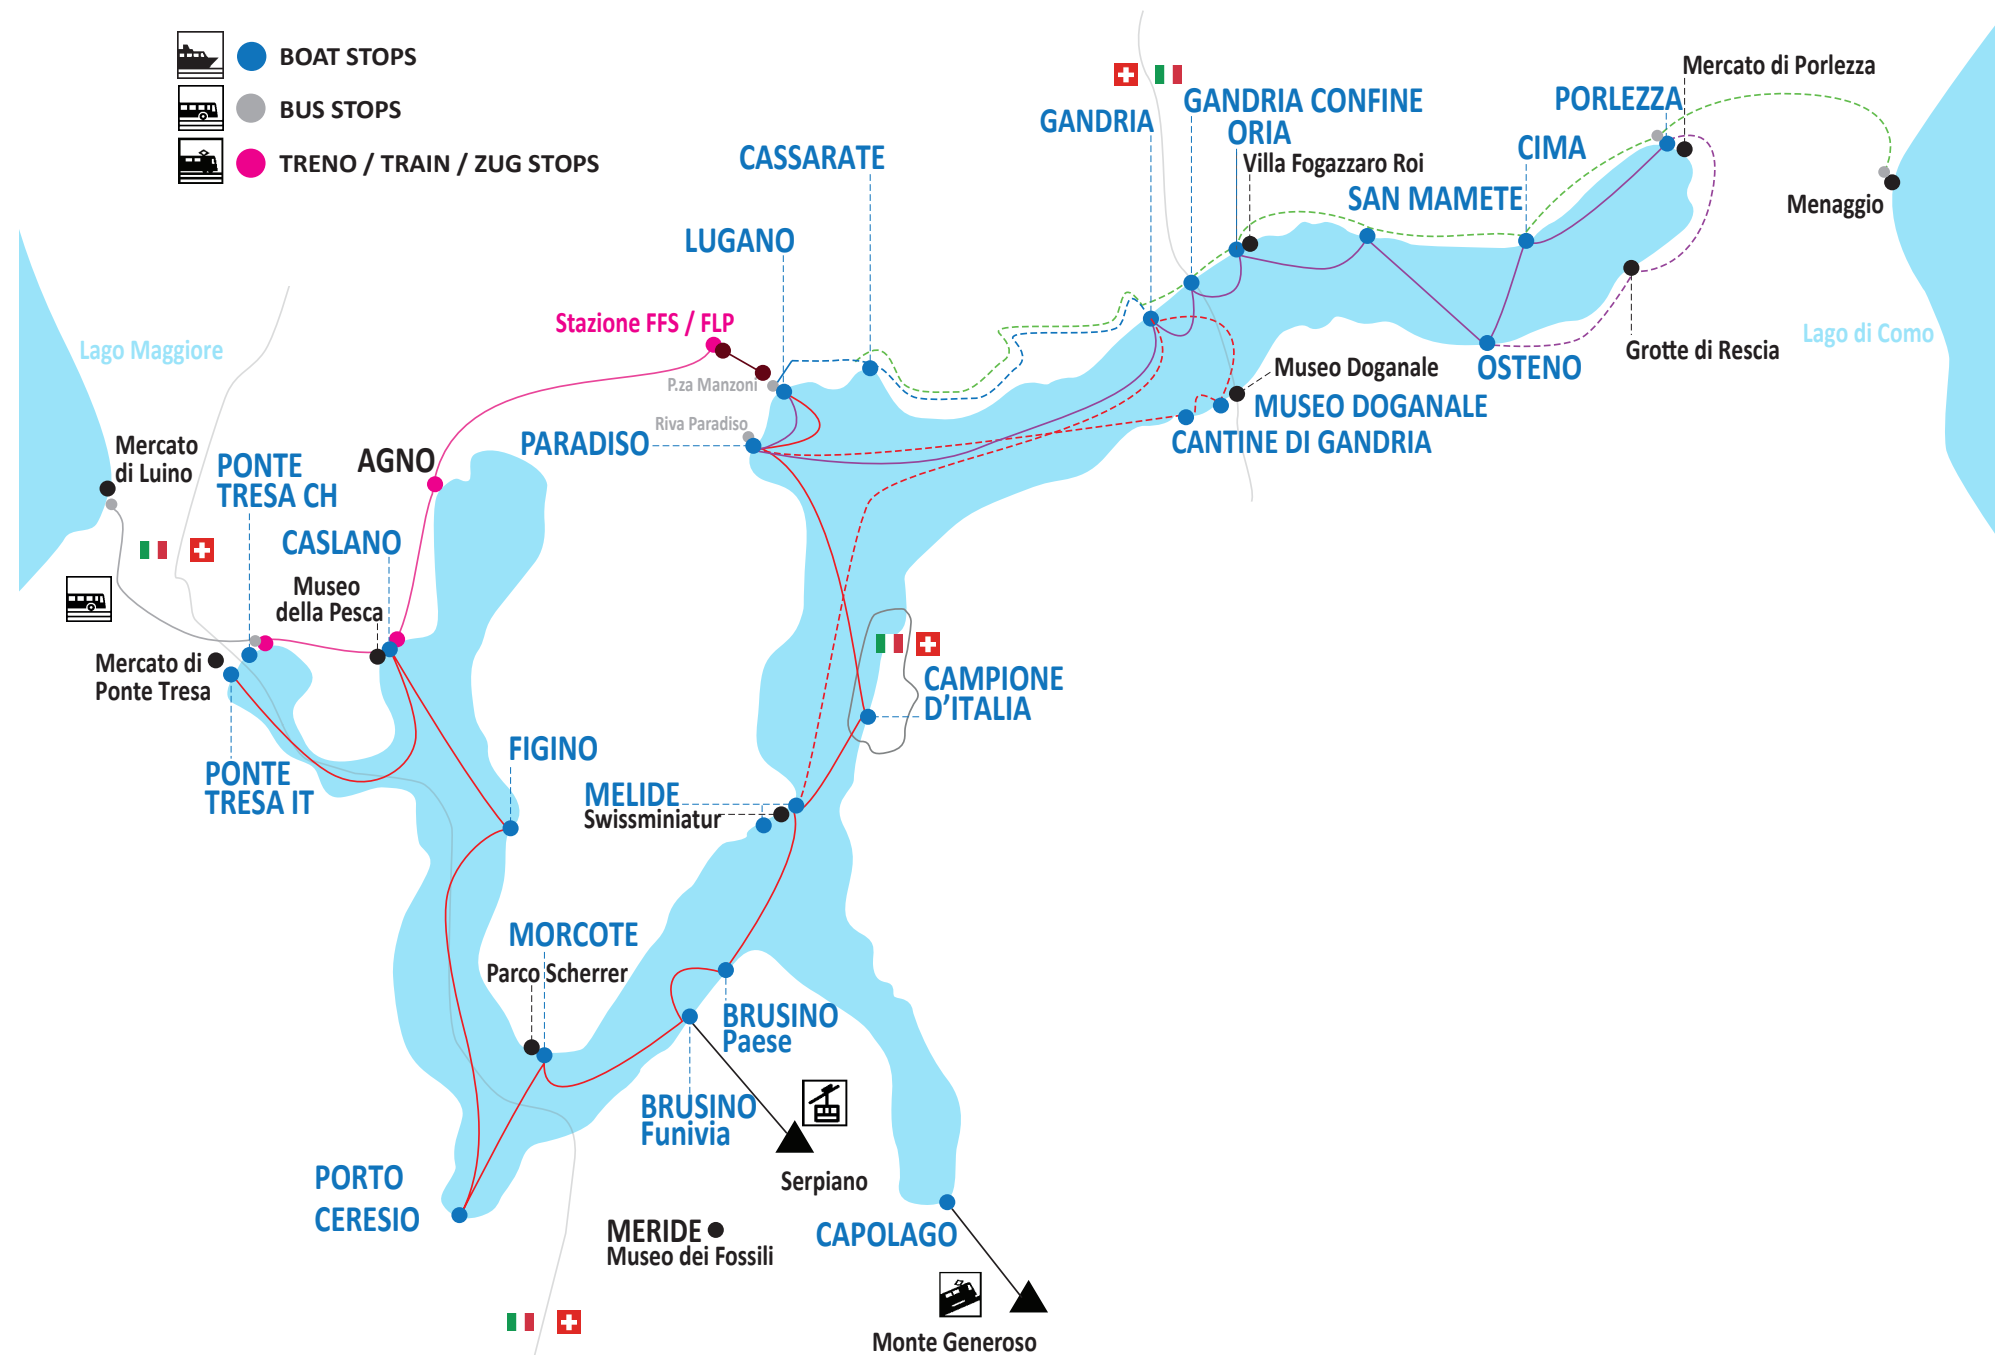 BOAT STOPS
BUS STOPS
TRENO / TRAIN / ZUG STOPS
Mercato di Porlezza
PORLEZZA
GANDRIA CONFINE
GANDRIA
ORIA
CIMA
Villa Fogazzaro Roi
CASSARATE
SAN MAMETE
Menaggio
LUGANO
Stazione FFS / FLP
Lago Maggiore
Lago di Como
Grotte di Rescia
OSTENO
Museo Doganale
P.za Manzoni
MUSEO DOGANALE
Riva Paradiso
PARADISO
CANTINE DI GANDRIA
Mercato
di Luino
PONTE
TRESA CH
AGNO
CASLANO
Museo
della Pesca
Mercato di
Ponte Tresa
CAMPIONE
D'ITALIA
FIGINO
PONTE
TRESA IT
MELIDE
Swissminiatur
MORCOTE
Parco Scherrer
BRUSINO
Paese
BRUSINO
Funivia
Serpiano
PORTO
CERESIO
MERIDE
Museo dei Fossili
CAPOLAGO
Monte Generoso